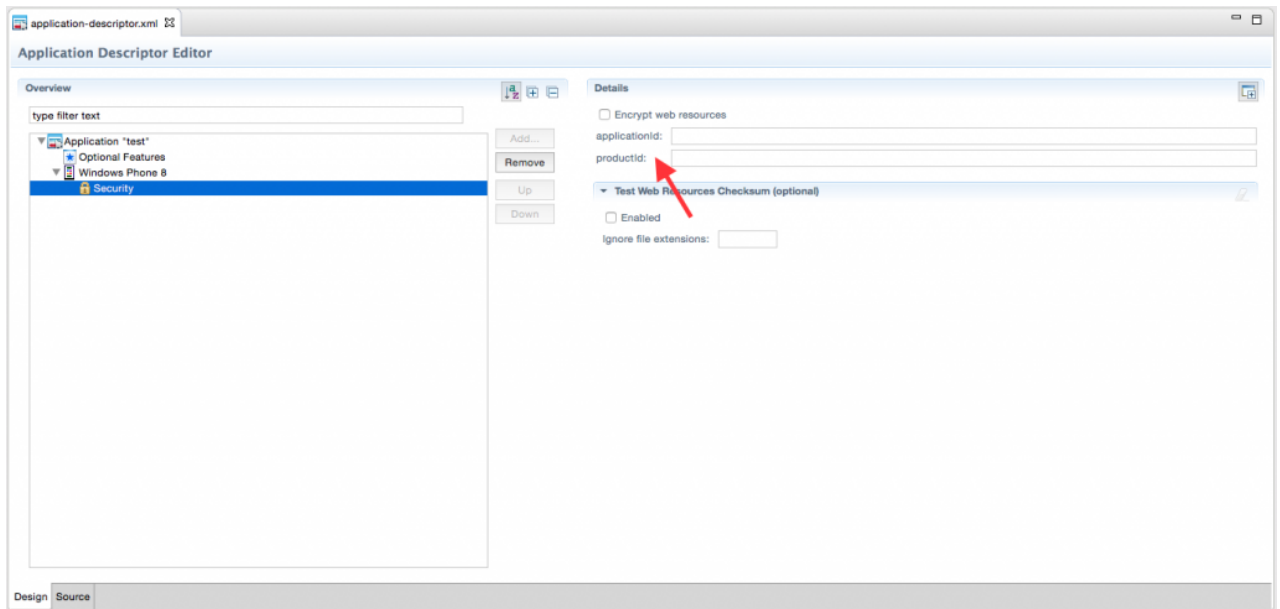 application-descriptor.xml
Application Descriptor Editor
Overview
type filter text
Application "test"
Optional Features
Windows Phone 8
Security
Add...
Remove
Up
Down
Details
Encrypt web resources
applicationId:
productId:
Test Web Resources Checksum (optional)
Enabled
Ignore file extensions:
Design Source